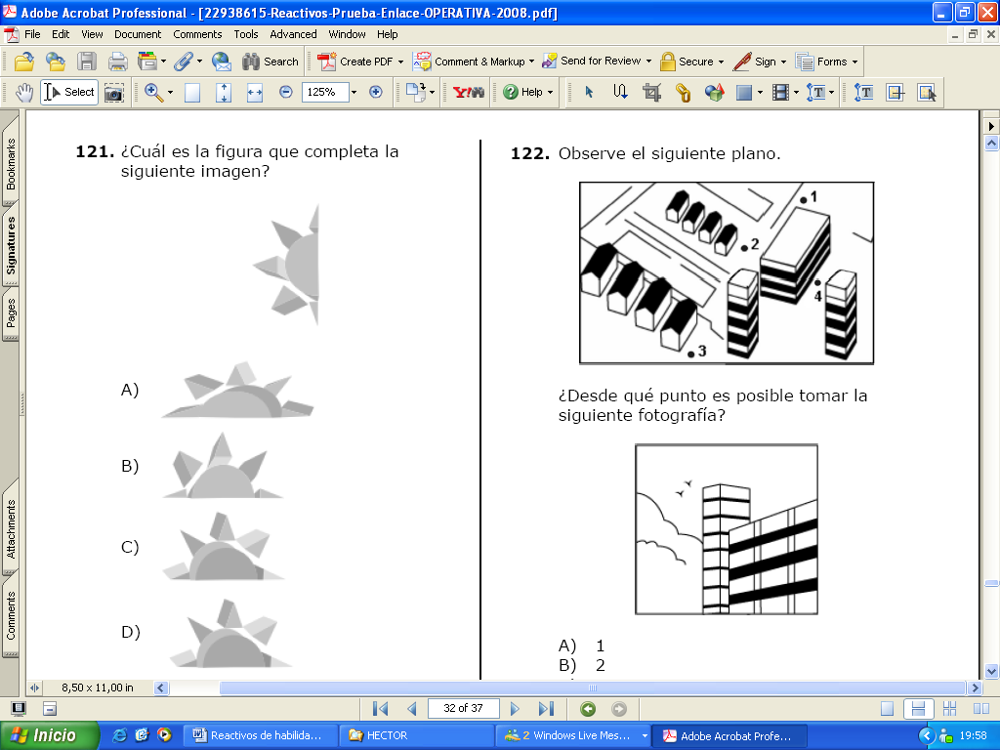 Adobe Acrobat Professional - [22938615-Reactivos-Prueba-Enlace-OPERATIVA-2008.pdf]
File Edit View Document Comments Tools Advanced Window Help
Search Create PDF Comment & Markup Send for Review Secure Sign Forms
Select 125% Y! Help
Bookmarks
Signatures
Pages
Attachments
Comments
121. ¿Cuál es la figura que completa la
siguiente imagen?
A)
B)
C)
D)
122. Observe el siguiente plano.
1
2
3
4
¿Desde qué punto es posible tomar la
siguiente fotografía?
A) 1
B) 2
8,50 x 11,00 in
32 of 37
Inicio
Reactivos de habilida...
HECTOR
2 Windows Live Mes...
Adobe Acrobat Profe...
19:58